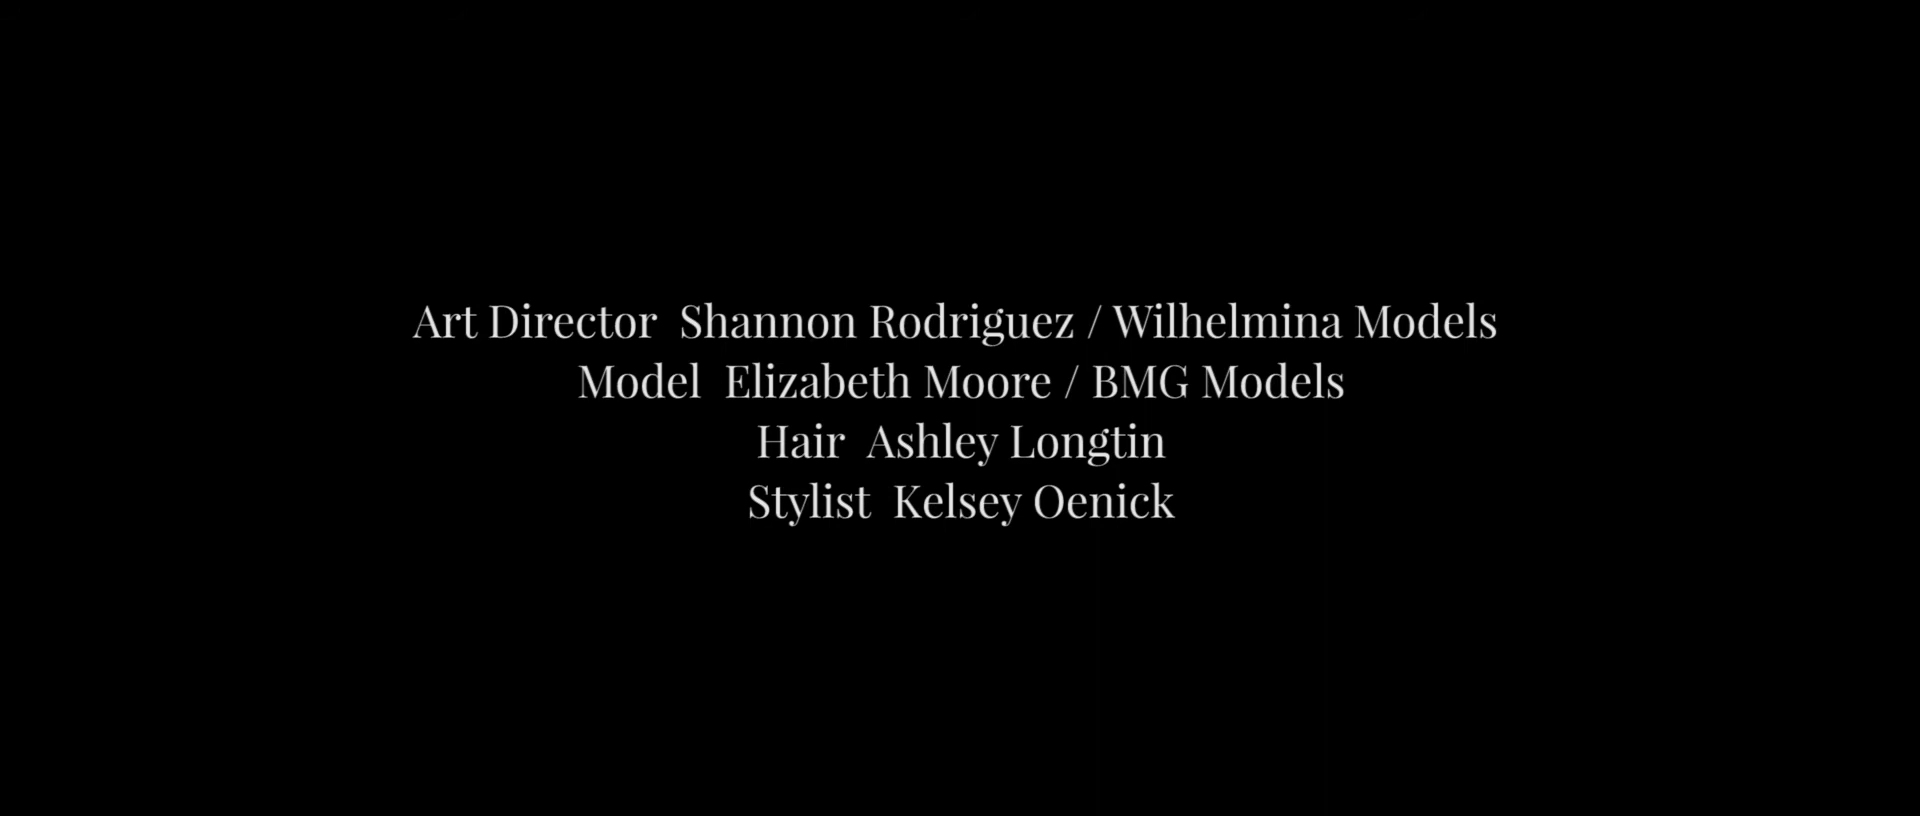 Art Director  Shannon Rodriguez / Wilhelmina Models
Model  Elizabeth Moore / BMG Models
Hair  Ashley Longtin
Stylist  Kelsey Oenick